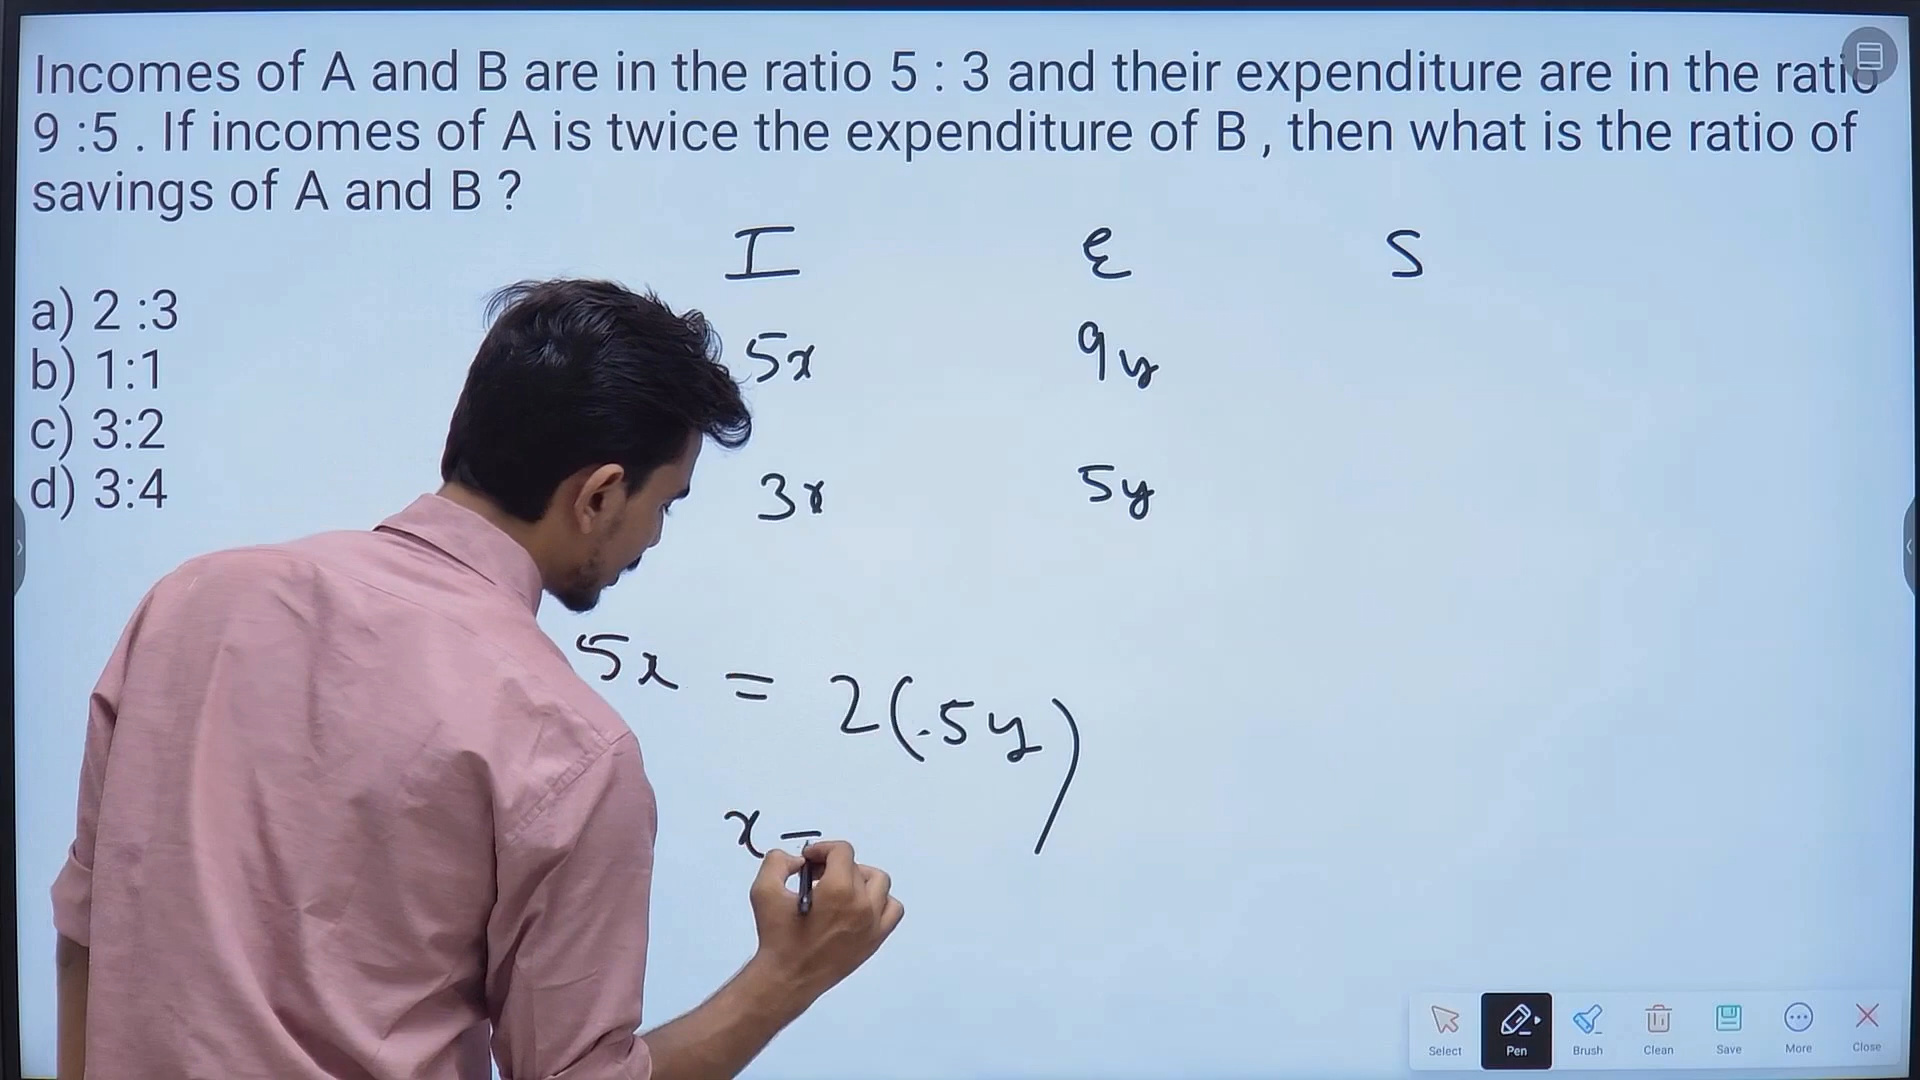 Incomes of A and B are in the ratio 5 : 3 and their expenditure are in the ratio
9 :5 . If incomes of A is twice the expenditure of B , then what is the ratio of
savings of A and B ?
I E S
a) 2 :3
b) 1:1
c) 3:2
d) 3:4
5x 9y
3x 5y
5x = 2(.5y)
x =
Select Pen Brush Clean Save More Close